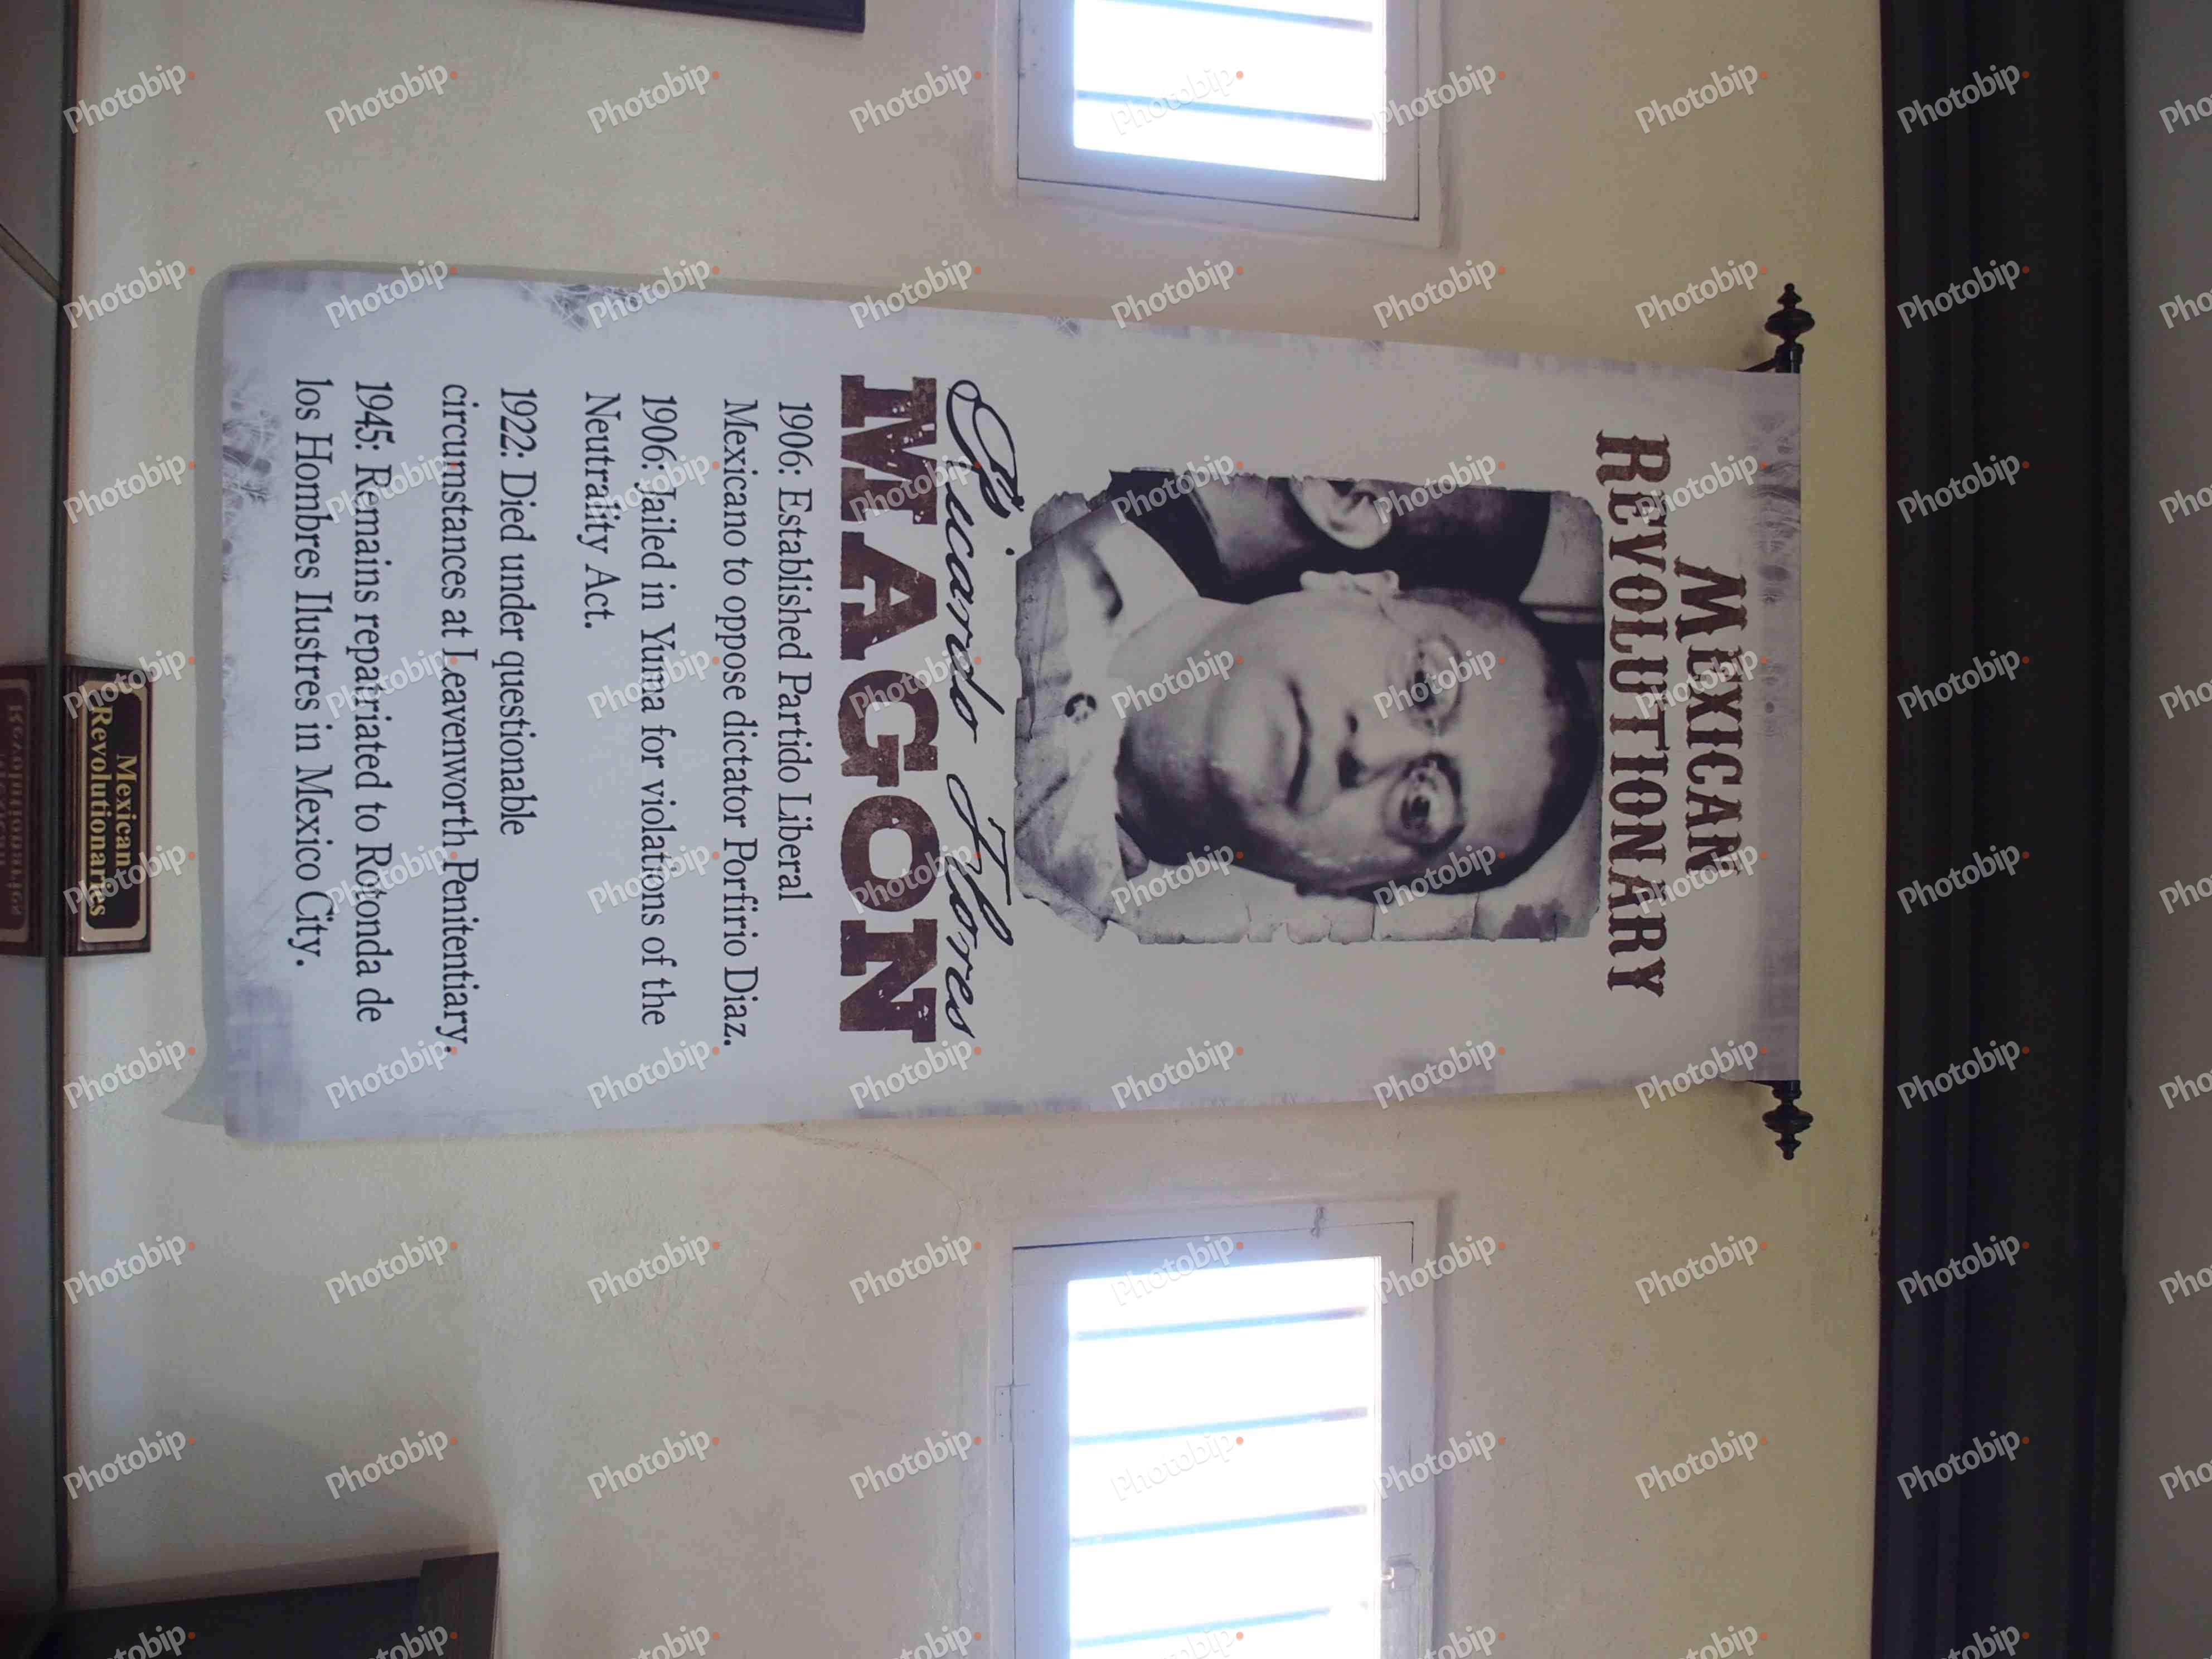 MEXICAN
REVOLUTIONARY
Ricardo Flores
MAGON
1906: Established Partido Liberal
Mexicano to oppose dictator Porfirio Diaz.
1906: Jailed in Yuma for violations of the
Neutrality Act.
1922: Died under questionable
circumstances at Leavenworth Penitentiary.
1945: Remains repatriated to Rotonda de
los Hombres Ilustres in Mexico City.
Mexican
Revolutionaries
Photobip